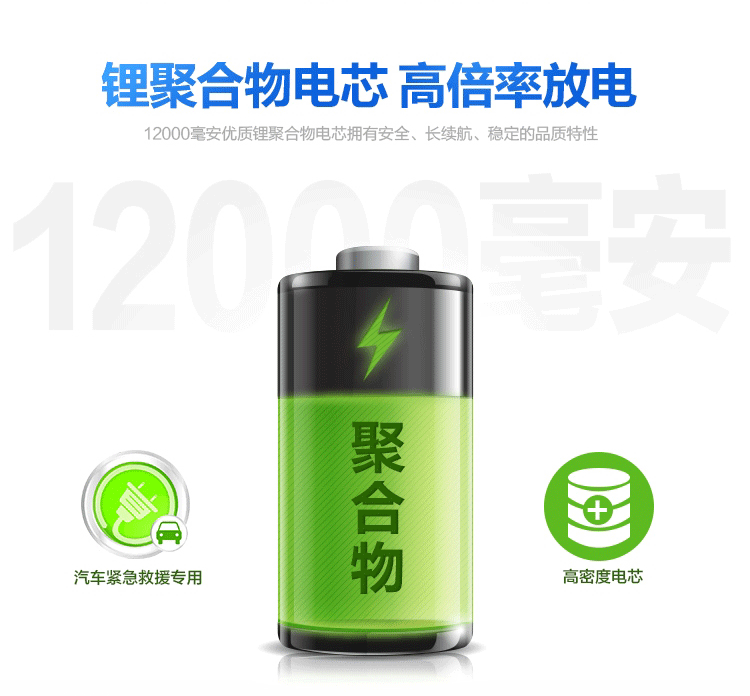 锂聚合物电芯 高倍率放电
12000毫安优质锂聚合物电芯拥有安全、长续航、稳定的品质特性
12000毫安
聚合物
汽车紧急救援专用
高密度电芯